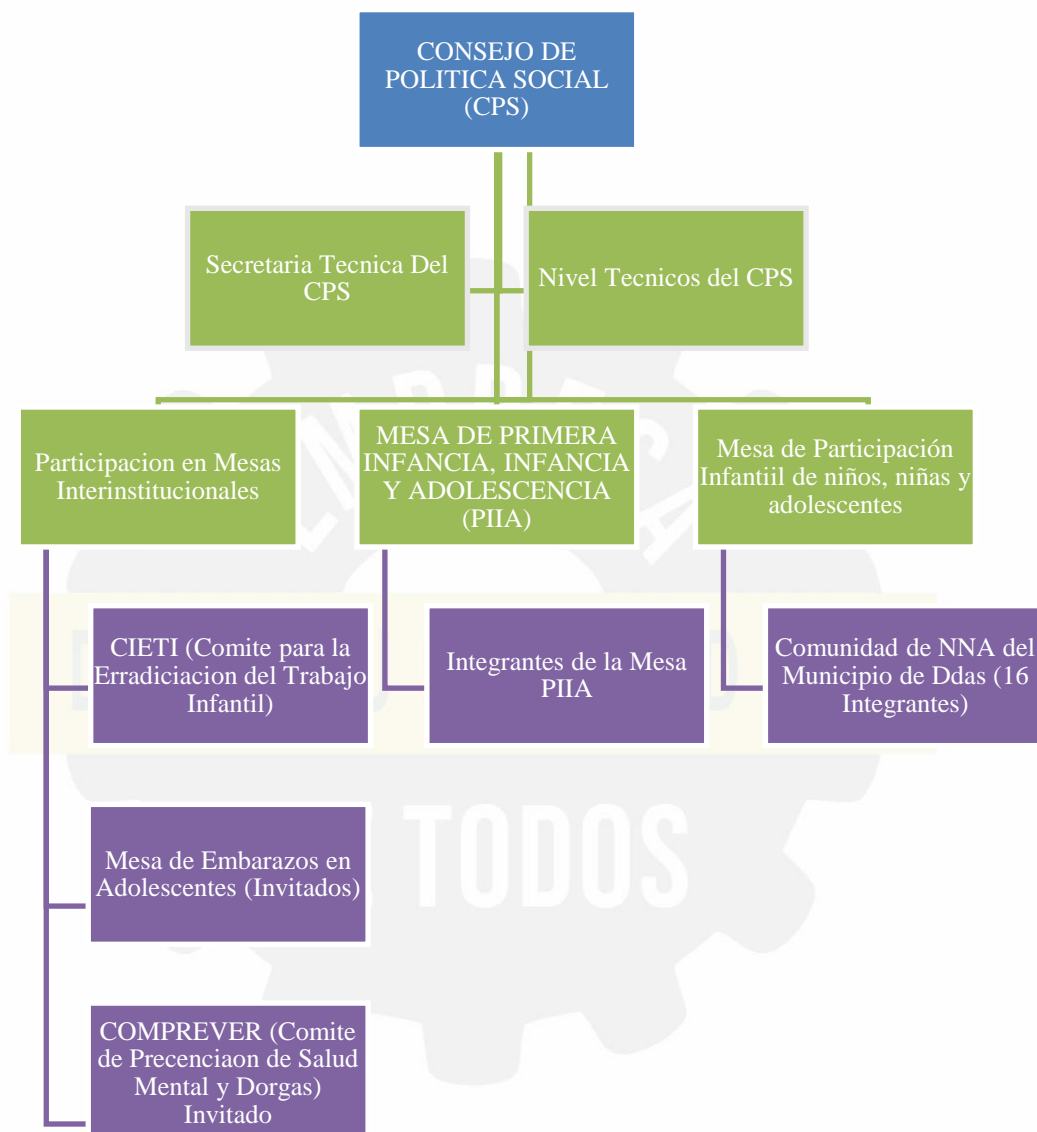 CONSEJO DE
POLITICA SOCIAL
(CPS)
Secretaria Tecnica Del
CPS
Nivel Tecnicos del CPS
Participacion en Mesas
Interinstitucionales
MESA DE PRIMERA
INFANCIA, INFANCIA
Y ADOLESCENCIA
(PIIA)
Mesa de Participación
Infantiil de niños, niñas y
adolescentes
CIETI (Comite para la
Erradiciacion del Trabajo
Infantil)
Integrantes de la Mesa
PIIA
Comunidad de NNA del
Municipio de Ddas (16
Integrantes)
Mesa de Embarazos en
Adolescentes (Invitados)
COMPREVER (Comite
de Precenciaon de Salud
Mental y Dorgas)
Invitado
TODOS